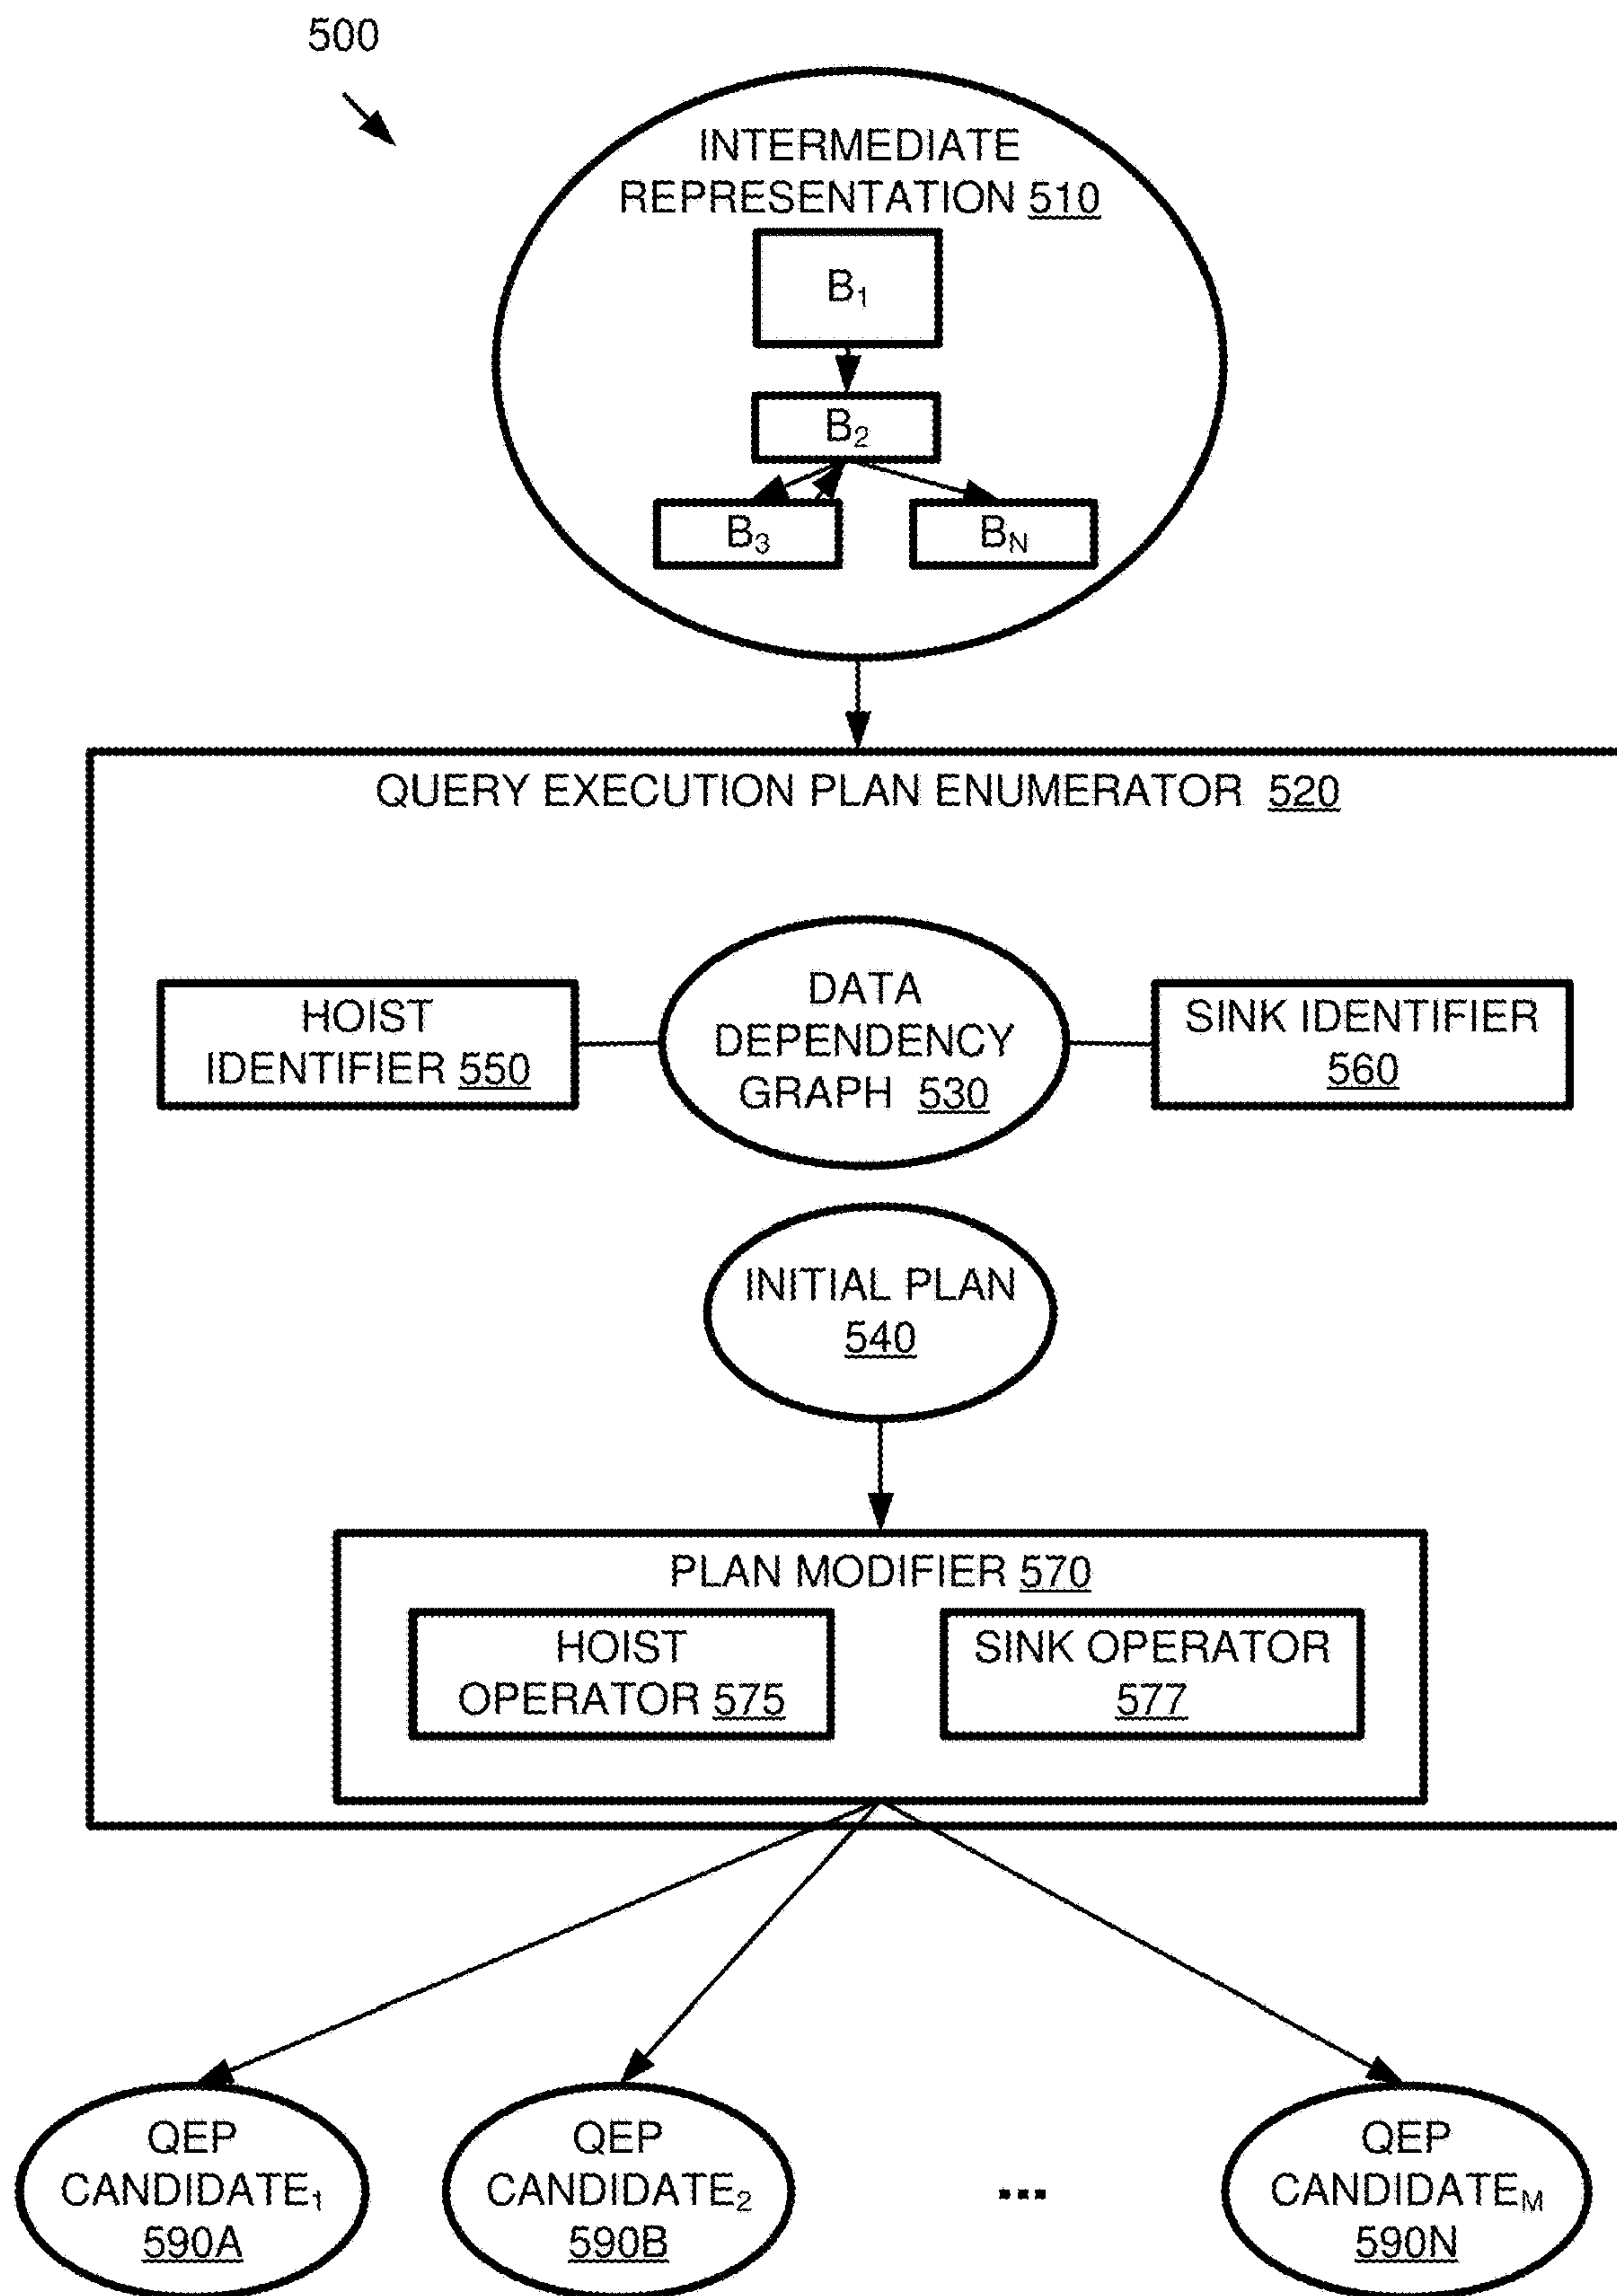 500
INTERMEDIATE
REPRESENTATION 510
B₁
B₂
B₃ B_N
QUERY EXECUTION PLAN ENUMERATOR 520
HOIST
IDENTIFIER 550
DATA
DEPENDENCY
GRAPH 530
SINK IDENTIFIER
560
INITIAL PLAN
540
PLAN MODIFIER 570
HOIST
OPERATOR 575
SINK OPERATOR
577
QEP
CANDIDATE₁
590A
QEP
CANDIDATE₂
590B
...
QEP
CANDIDATE_M
590N